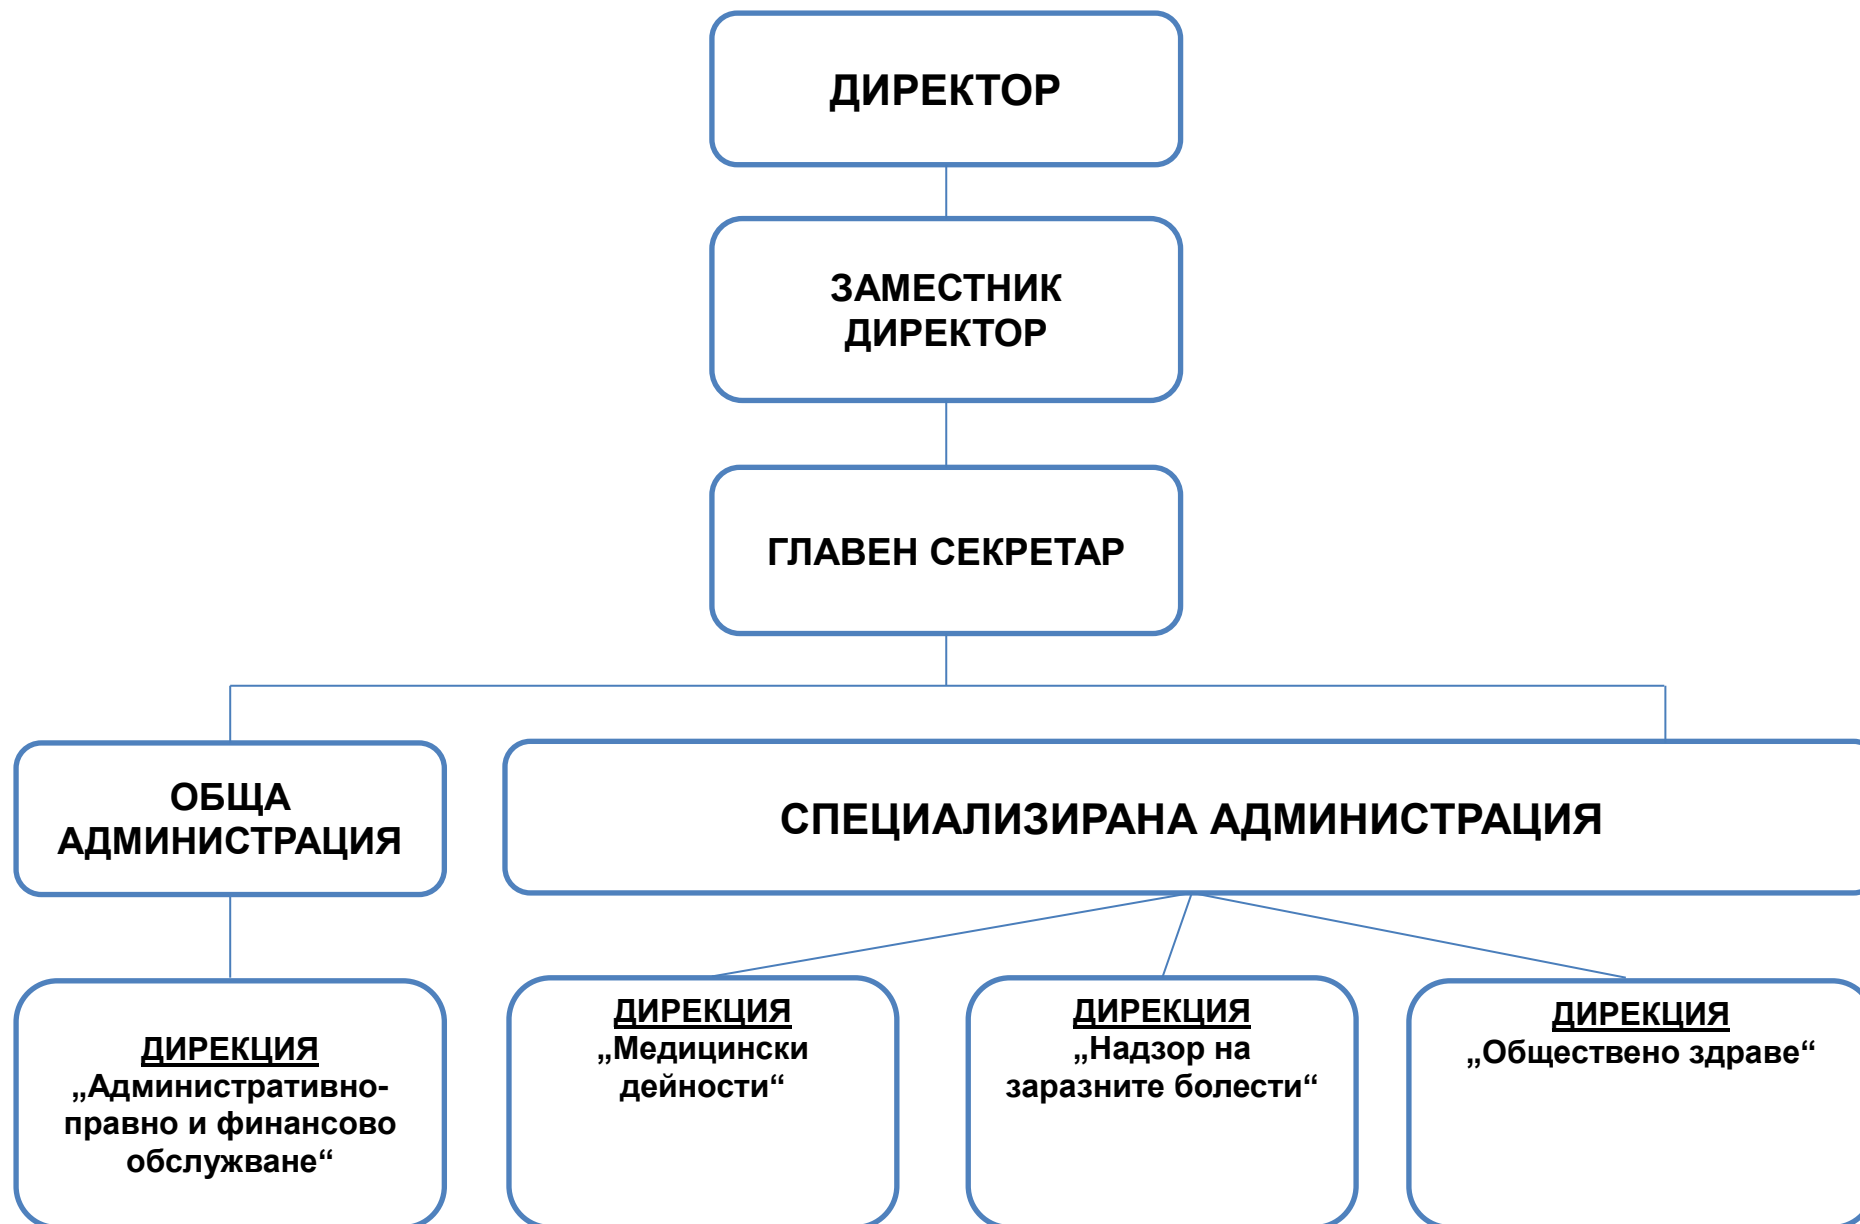 ДИРЕКТОР
ЗАМЕСТНИК
ДИРЕКТОР
ГЛАВЕН СЕКРЕТАР
ОБЩА
АДМИНИСТРАЦИЯ
СПЕЦИАЛИЗИРАНА АДМИНИСТРАЦИЯ
ДИРЕКЦИЯ
„Административно-
правно и финансово
обслужване“
ДИРЕКЦИЯ
„Медицински
дейности“
ДИРЕКЦИЯ
„Надзор на
заразните болести“
ДИРЕКЦИЯ
„Обществено здраве“